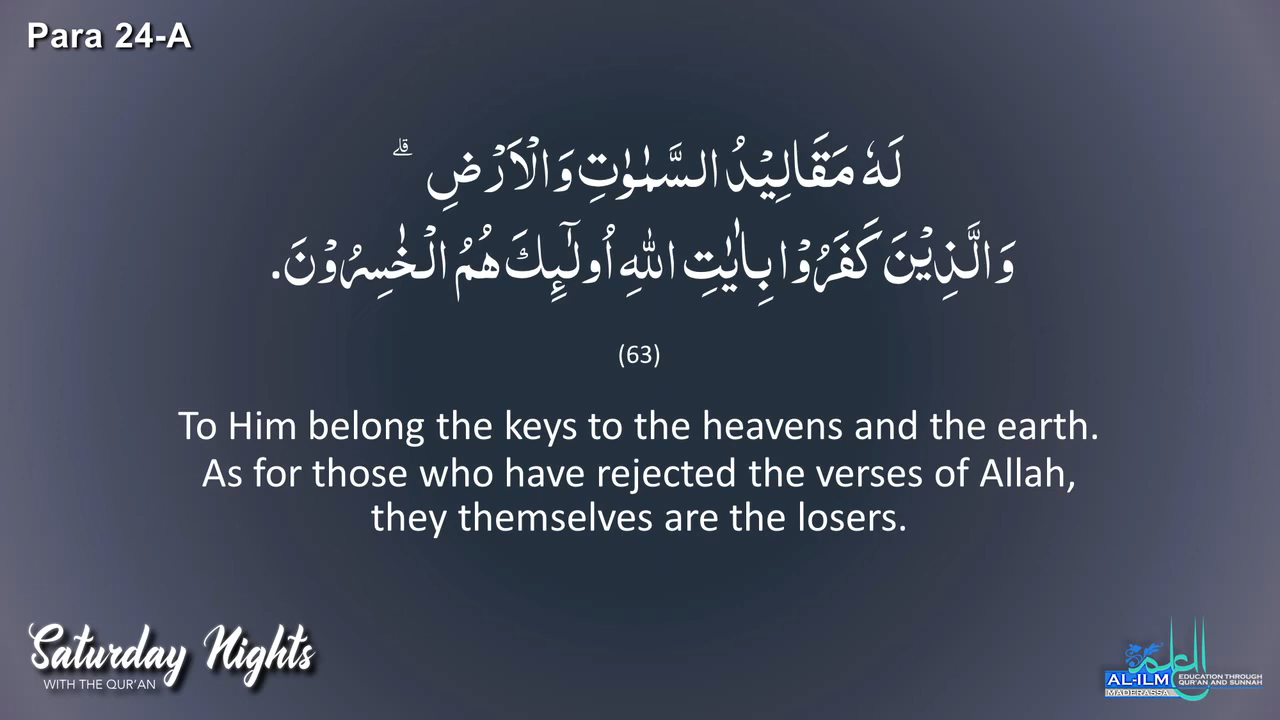 Para 24-A
لَهٗ مَقَالِيْدُ السَّمٰوٰتِ وَالْاَرْضِ ؕ ۗ
وَالَّذِيْنَ كَفَرُوْا بِاٰيٰتِ اللّٰهِ اُولٰٓئِكَ هُمُ الْخٰسِرُوْنَ.
(63)
To Him belong the keys to the heavens and the earth.
As for those who have rejected the verses of Allah,
they themselves are the losers.
Saturday Nights
WITH THE QUR'AN
العلم
AL-ILM
MADERASSA
EDUCATION THROUGH
QUR'AN AND SUNNAH